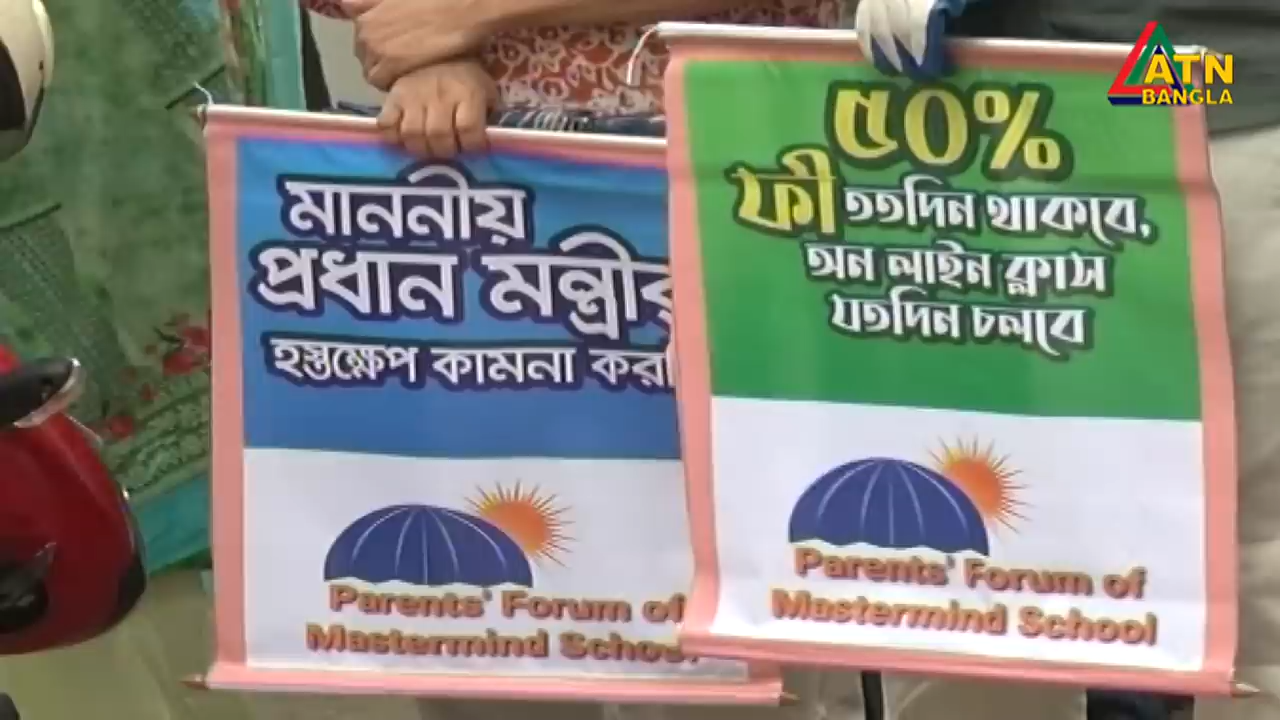 মাননীয়
প্রধান মন্ত্রীর
হস্তক্ষেপ কামনা
Parents' Forum of
Mastermind School
৫০%
ফী ততদিন থাকবে,
অন লাইন ক্লাস
যতদিন চলবে
Parents' Forum of
Mastermind School
ATN
BANGLA